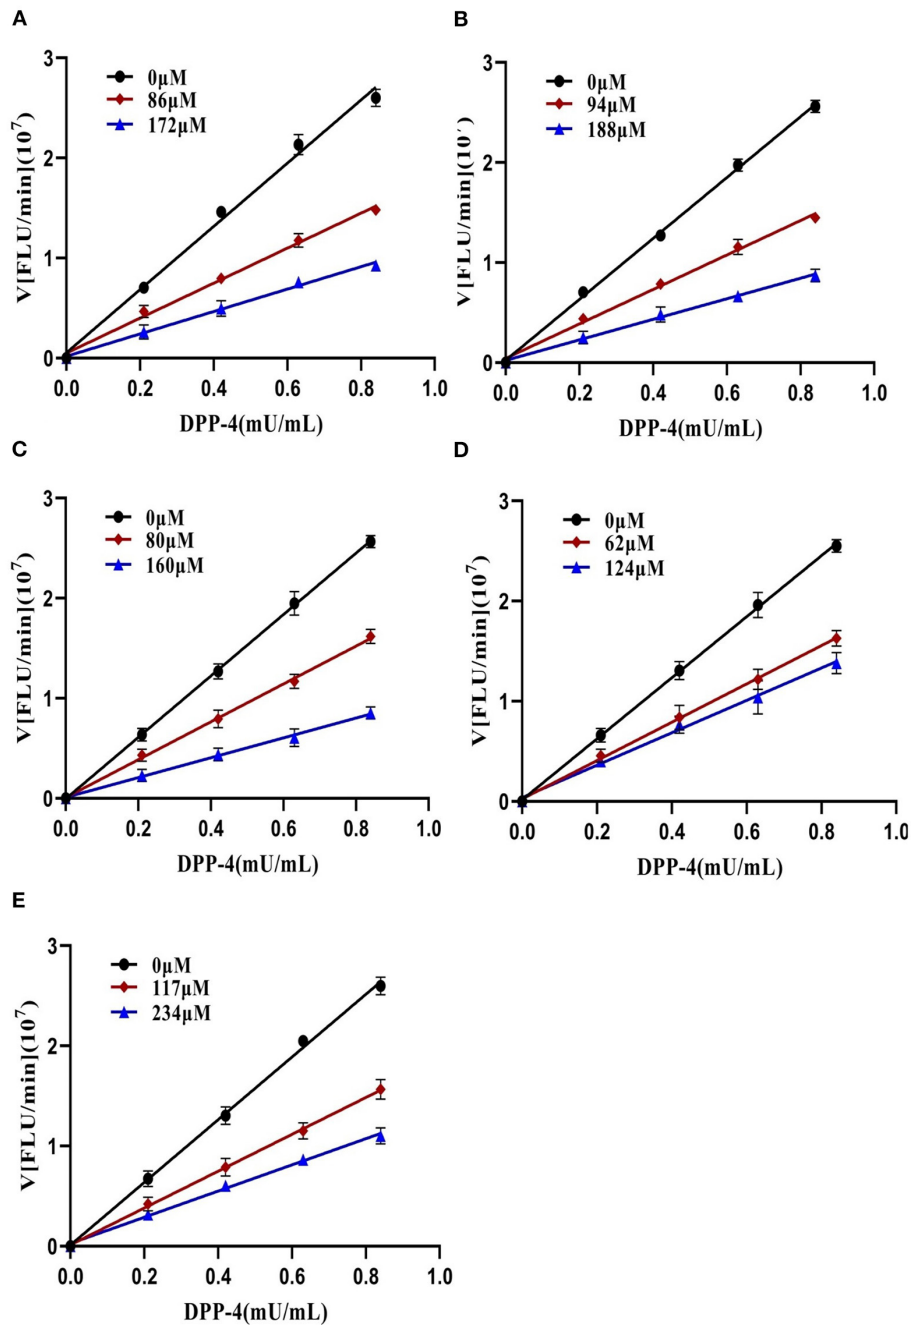 A
V[FLU/min](10⁷)
3
2
1
0
0μM
86μM
172μM
0.0 0.2 0.4 0.6 0.8 1.0
DPP-4(mU/mL)
B
V[FLU/min](10⁷)
3
2
1
0
0μM
94μM
188μM
0.0 0.2 0.4 0.6 0.8 1.0
DPP-4(mU/mL)
C
V[FLU/min](10⁷)
3
2
1
0
0μM
80μM
160μM
0.0 0.2 0.4 0.6 0.8 1.0
DPP-4(mU/mL)
D
V[FLU/min](10⁷)
3
2
1
0
0μM
62μM
124μM
0.0 0.2 0.4 0.6 0.8 1.0
DPP-4(mU/mL)
E
V[FLU/min](10⁷)
3
2
1
0
0μM
117μM
234μM
0.0 0.2 0.4 0.6 0.8 1.0
DPP-4(mU/mL)